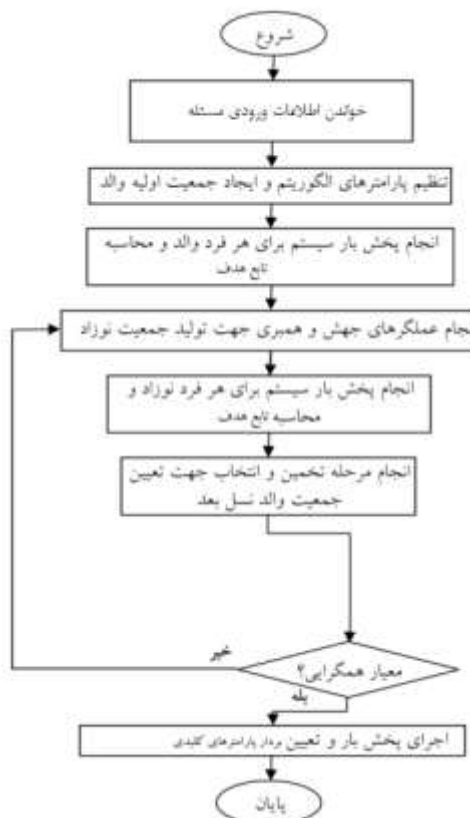 شروع
خواندن اطلاعات ورودی مسئله
تنظیم پارامترهای الگوریتم و ایجاد جمعیت اولیه والد
انجام پخش بار سیستم برای هر فرد والد و محاسبه
تابع هدف
نجام عملگرهای جهش و همبری جهت تولید جمعیت نوزاد
انجام پخش بار سیستم برای هر فرد نوزاد و
محاسبه تابع هدف
انجام مرحله تخمین و انتخاب جهت تعیین
جمعیت والد نسل بعد
خیر
معیار همگرایی؟
بله
اجرای پخش بار و تعیین بردار پارامترهای کلیدی
پایان